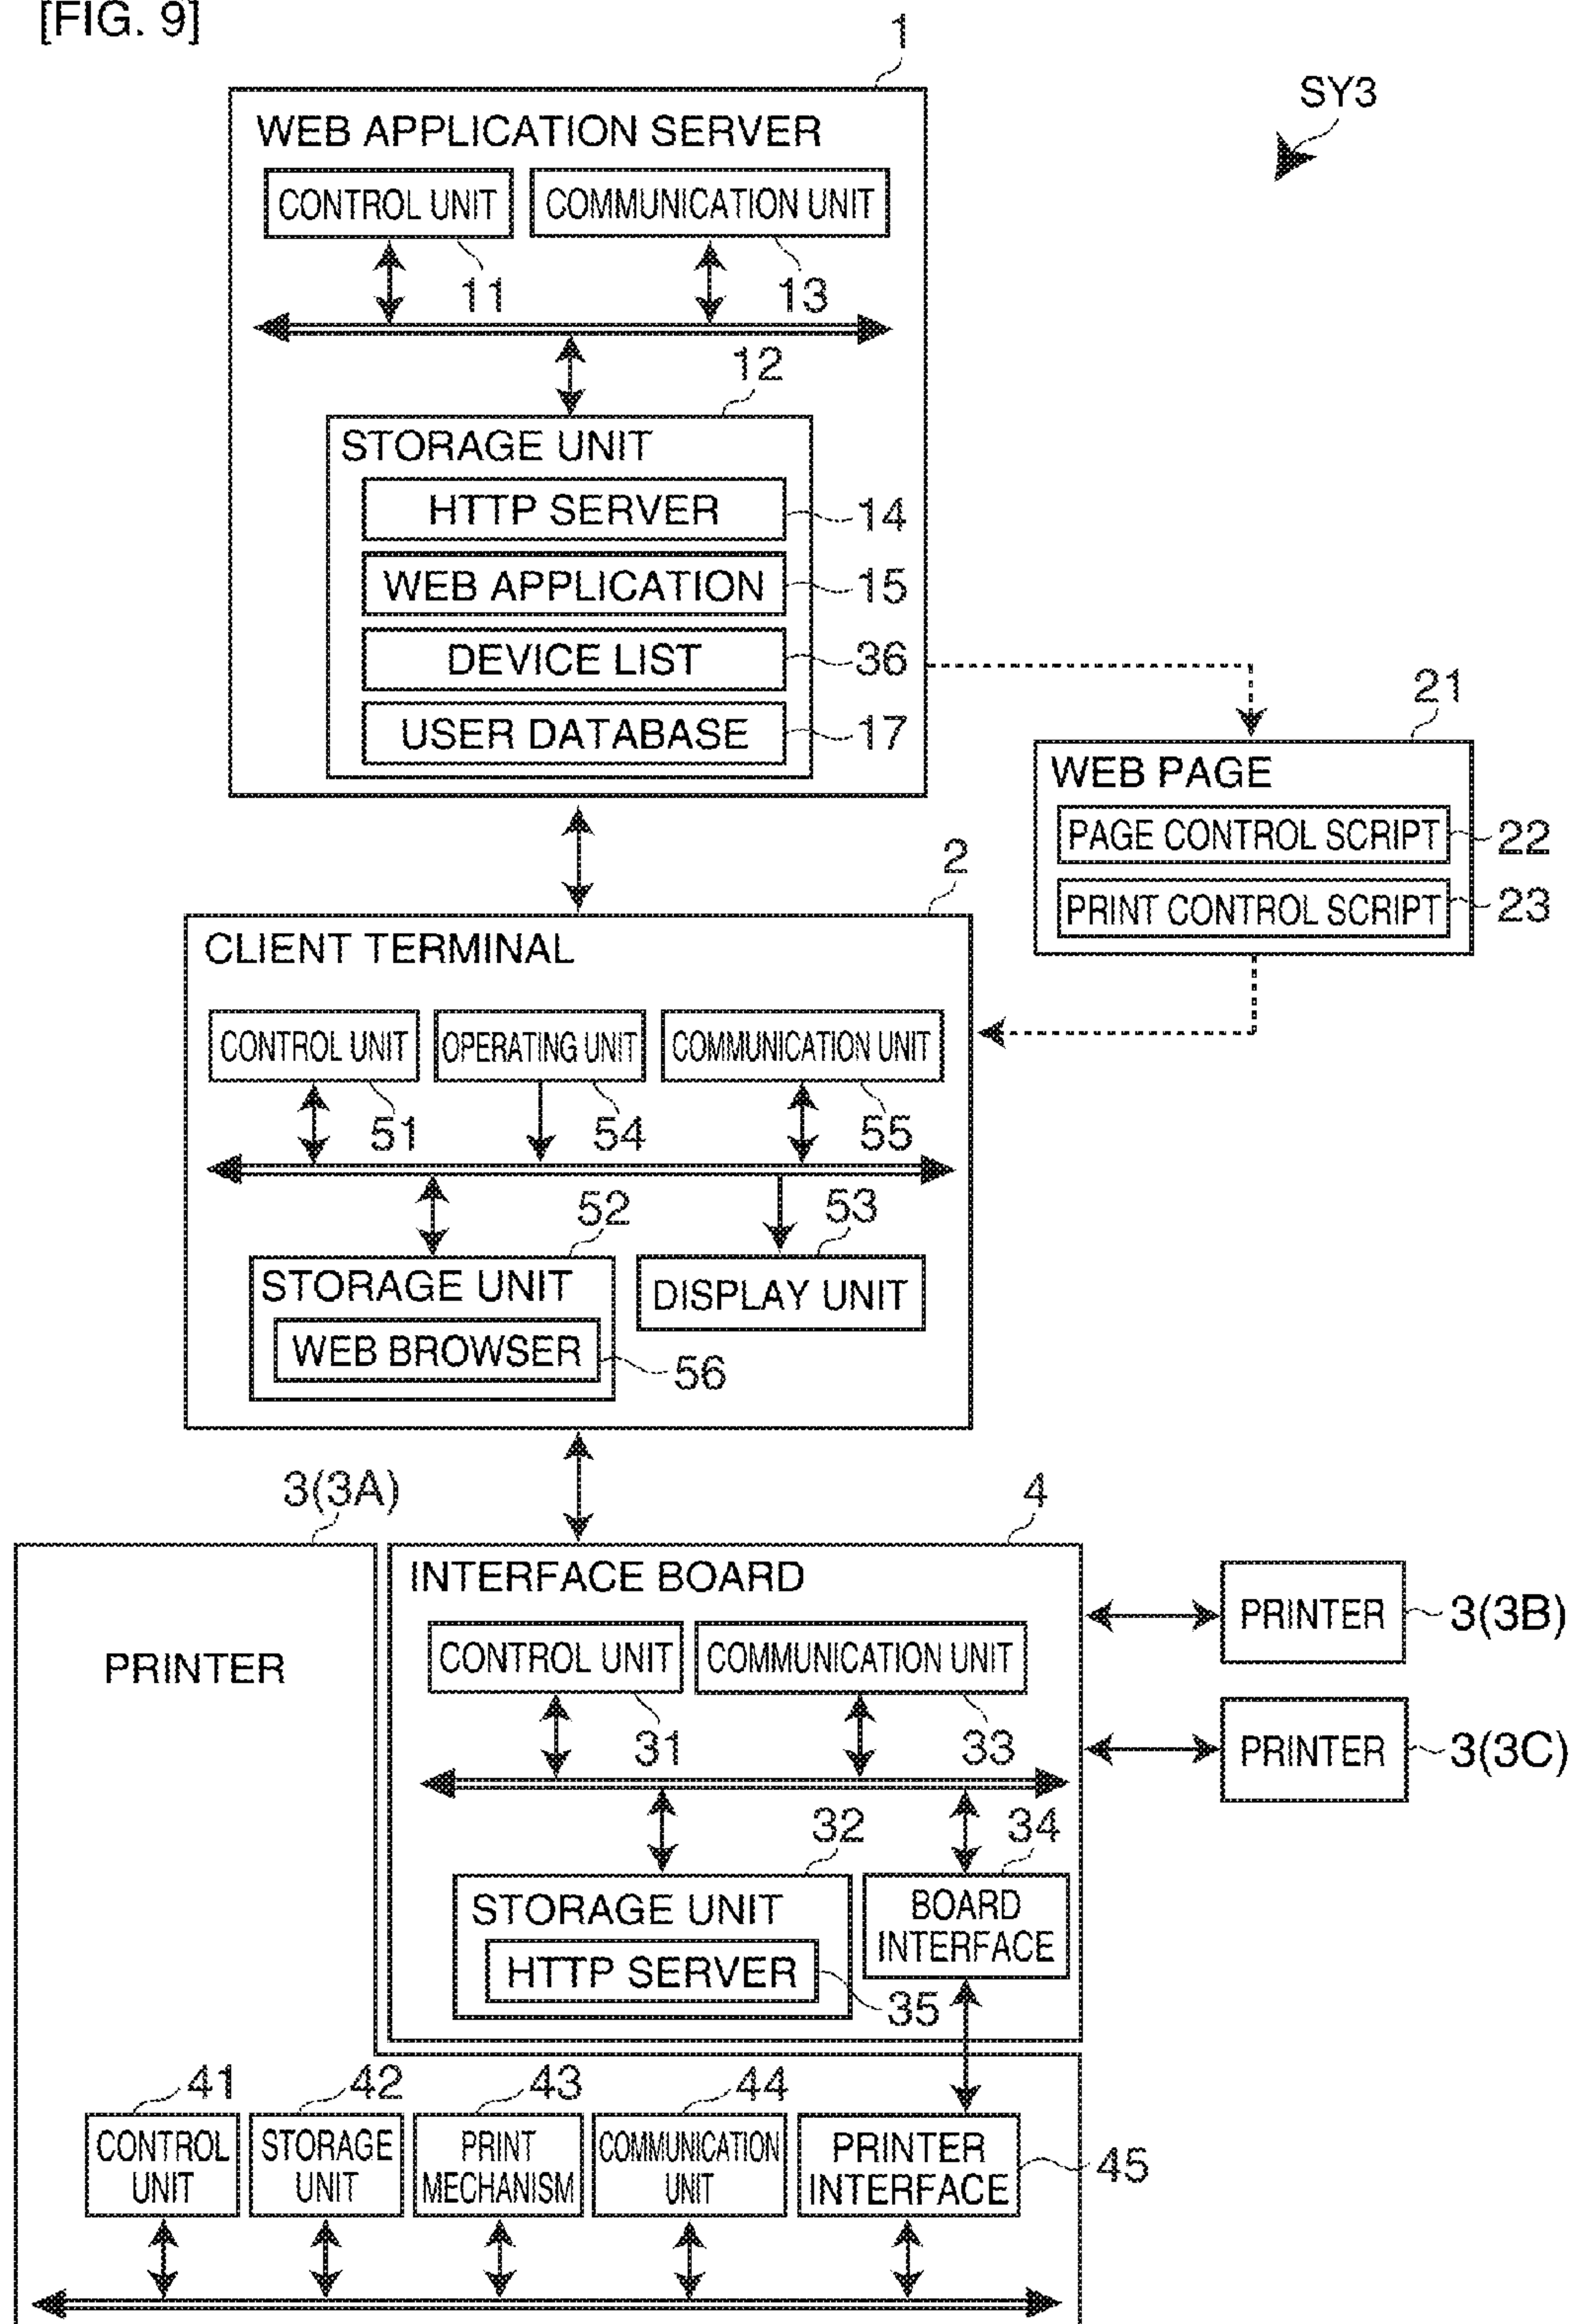 [FIG. 9]
1
SY3
WEB APPLICATION SERVER
CONTROL UNIT
COMMUNICATION UNIT
11
13
12
STORAGE UNIT
HTTP SERVER
14
WEB APPLICATION
15
DEVICE LIST
36
USER DATABASE
17
21
WEB PAGE
PAGE CONTROL SCRIPT
22
PRINT CONTROL SCRIPT
23
2
CLIENT TERMINAL
CONTROL UNIT
OPERATING UNIT
COMMUNICATION UNIT
51
54
55
52
53
STORAGE UNIT
WEB BROWSER
56
DISPLAY UNIT
3(3A)
4
PRINTER
INTERFACE BOARD
CONTROL UNIT
COMMUNICATION UNIT
31
33
PRINTER
3(3B)
PRINTER
3(3C)
32
34
STORAGE UNIT
HTTP SERVER
35
BOARD
INTERFACE
41
42
43
44
CONTROL
UNIT
STORAGE
UNIT
PRINT
MECHANISM
COMMUNICATION
UNIT
PRINTER
INTERFACE
45